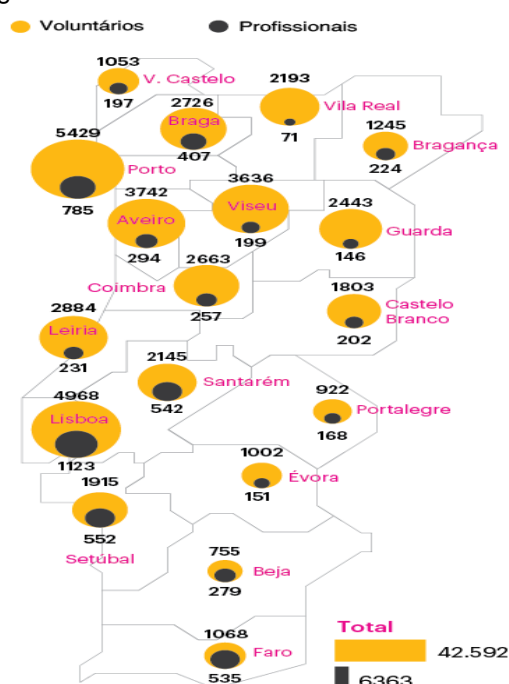 Voluntários Profissionais
1053
V. Castelo
197
2193
Vila Real
71
2726
Braga
407
1245
Bragança
224
5429
Porto
785
3742
Aveiro
294
3636
Viseu
199
2443
Guarda
146
2663
Coimbra
257
1803
Castelo
Branco
202
2884
Leiria
231
2145
Santarém
542
4968
Lisboa
1123
922
Portalegre
168
1002
Évora
151
1915
552
Setúbal
755
Beja
279
1068
Faro
535
Total
42.592
6363